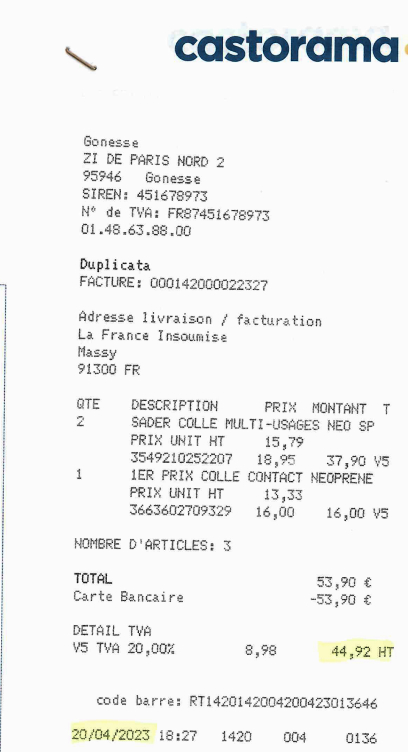 castorama
Gonesse
ZI DE PARIS NORD 2
95946 Gonesse
SIREN: 451678973
N° de TVA: FR87451678973
01.48.63.88.00
Duplicata
FACTURE: 000142000022327
Adresse livraison / facturation
La France Insoumise
Massy
91300 FR
QTE DESCRIPTION PRIX MONTANT T
2 SADER COLLE MULTI-USAGES NEO SP
PRIX UNIT HT 15,79
3549210252207 18,95 37,90 V5
1 1ER PRIX COLLE CONTACT NEOPRENE
PRIX UNIT HT 13,33
3663602709329 16,00 16,00 V5
NOMBRE D'ARTICLES: 3
TOTAL 53,90 €
Carte Bancaire -53,90 €
DETAIL TVA
V5 TVA 20,00% 8,98 44,92 HT
code barre: RT1420142004200423013646
20/04/2023 18:27 1420 004 0136